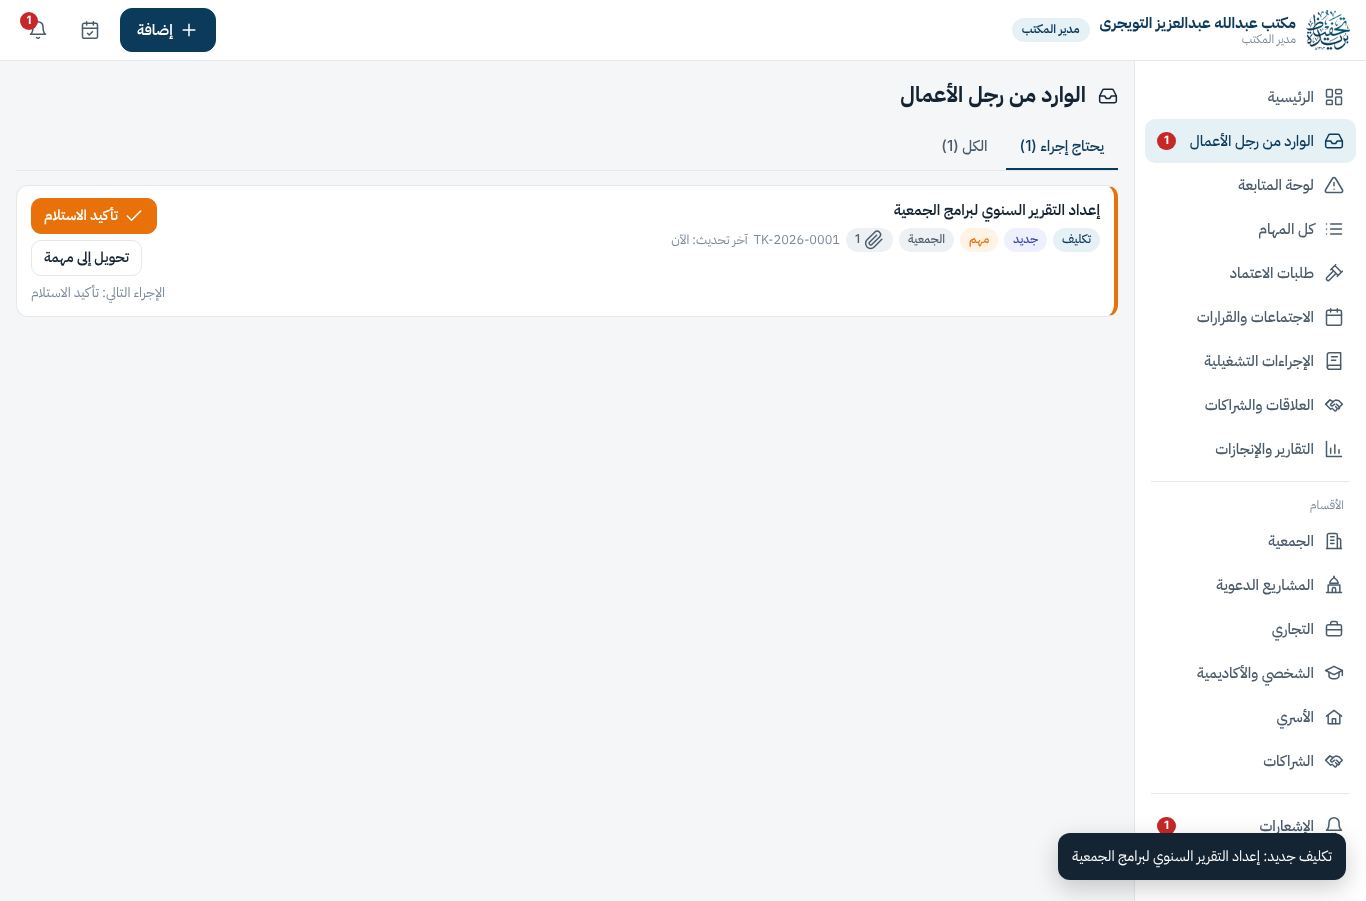 مكتب عبدالله عبدالعزيز التويجري
مدير المكتب
مدير المكتب
إضافة
1
الرئيسية
الوارد من رجل الأعمال 1
لوحة المتابعة
كل المهام
طلبات الاعتماد
الاجتماعات والقرارات
الإجراءات التشغيلية
العلاقات والشراكات
التقارير والإنجازات
الأقسام
الجمعية
المشاريع الدعوية
التجاري
الشخصي والأكاديمية
الأسري
الشراكات
الإشعارات 1
الوارد من رجل الأعمال
يحتاج إجراء (1) الكل (1)
إعداد التقرير السنوي لبرامج الجمعية
تكليف جديد مهم الجمعية 1 TK-2026-0001 آخر تحديث: الآن
تأكيد الاستلام
تحويل إلى مهمة
الإجراء التالي: تأكيد الاستلام
تكليف جديد: إعداد التقرير السنوي لبرامج الجمعية